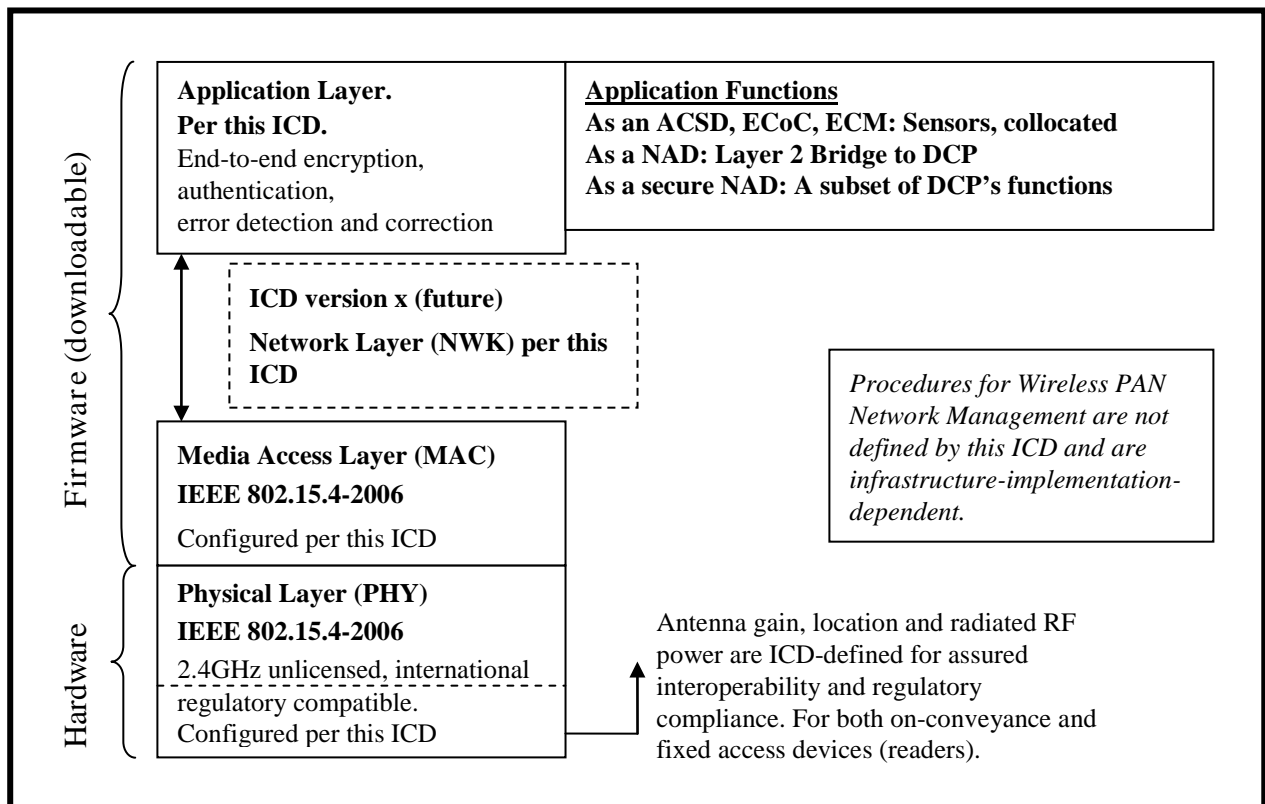 Application Layer.
Per this ICD.
End-to-end encryption,
authentication,
error detection and correction
Application Functions
As an ACSD, ECoC, ECM: Sensors, collocated
As a NAD: Layer 2 Bridge to DCP
As a secure NAD: A subset of DCP's functions
Firmware (downloadable)
ICD version x (future)
Network Layer (NWK) per this
ICD
Procedures for Wireless PAN
Network Management are not
defined by this ICD and are
infrastructure-implementation-
dependent.
Media Access Layer (MAC)
IEEE 802.15.4-2006
Configured per this ICD
Hardware
Physical Layer (PHY)
IEEE 802.15.4-2006
2.4GHz unlicensed, international
regulatory compatible.
Configured per this ICD
Antenna gain, location and radiated RF
power are ICD-defined for assured
interoperability and regulatory
compliance. For both on-conveyance and
fixed access devices (readers).